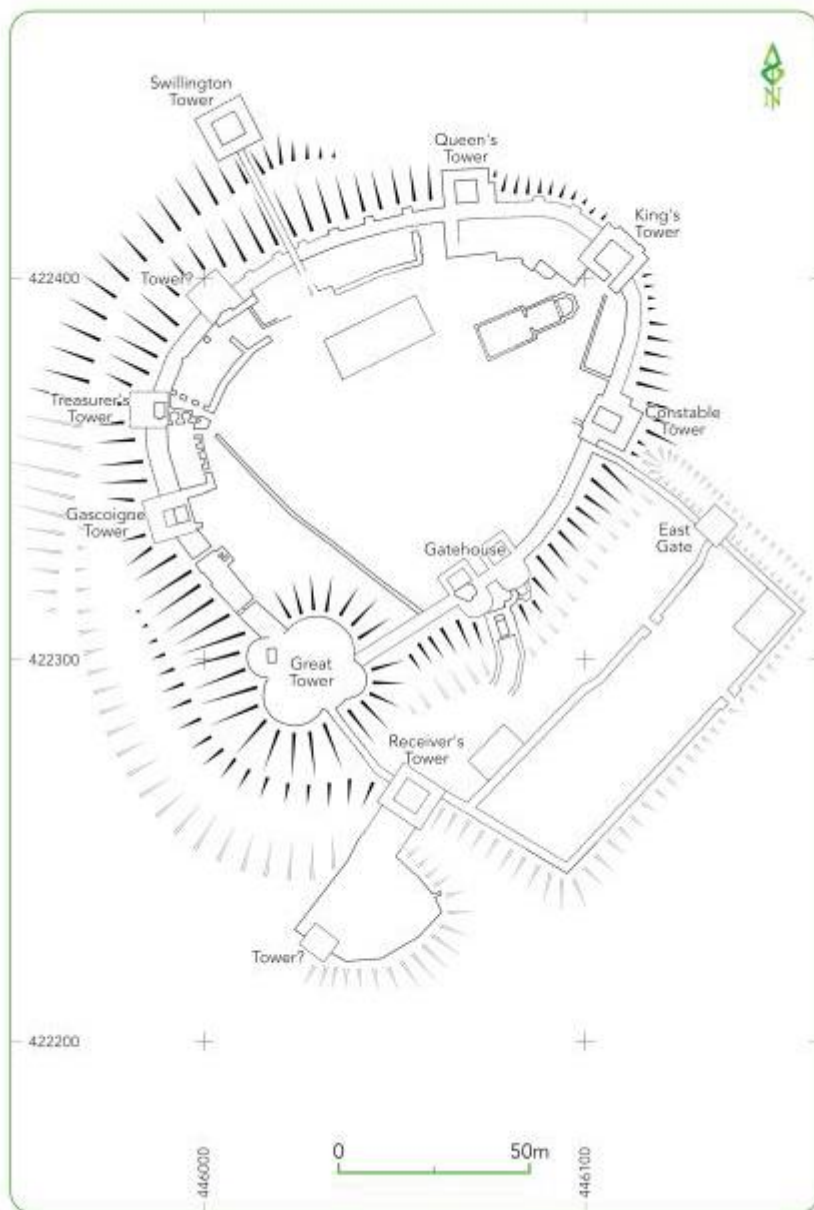 Swillington
Tower
Queen's
Tower
King's
Tower
N
422400
Tower?
Treasurer's
Tower
Constable
Tower
Gascoigne
Tower
East
Gate
Gatehouse
422300
Great
Tower
Receiver's
Tower
Tower?
422200
0 50m
446000
446100